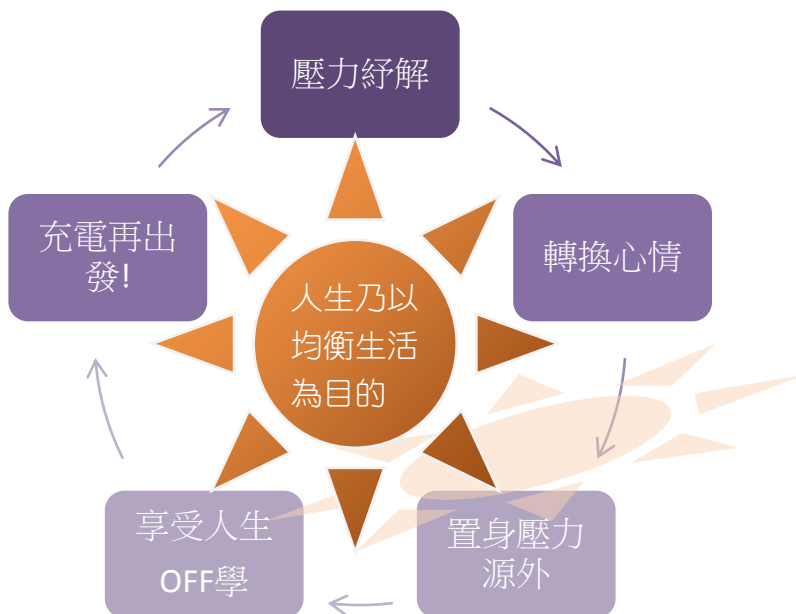 壓力紓解
轉換心情
置身壓力
源外
享受人生
OFF學
充電再出
發!
人生乃以
均衡生活
為目的